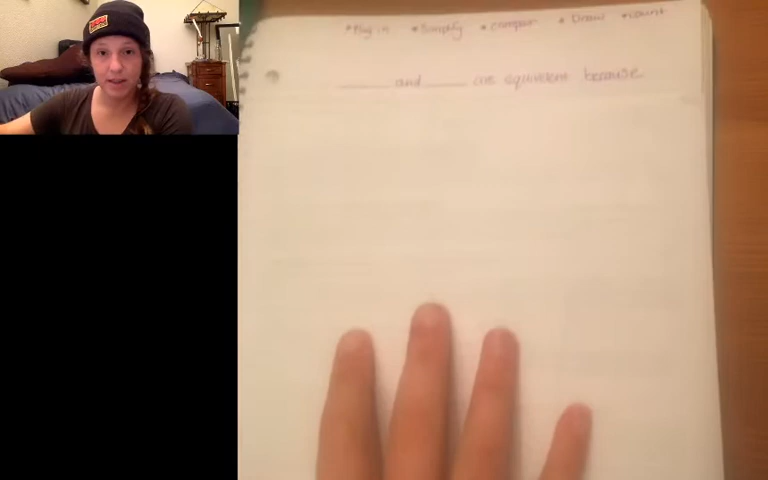 • Plug in • Simplify • compare • Draw • count
_____ and _____ are equivalent because